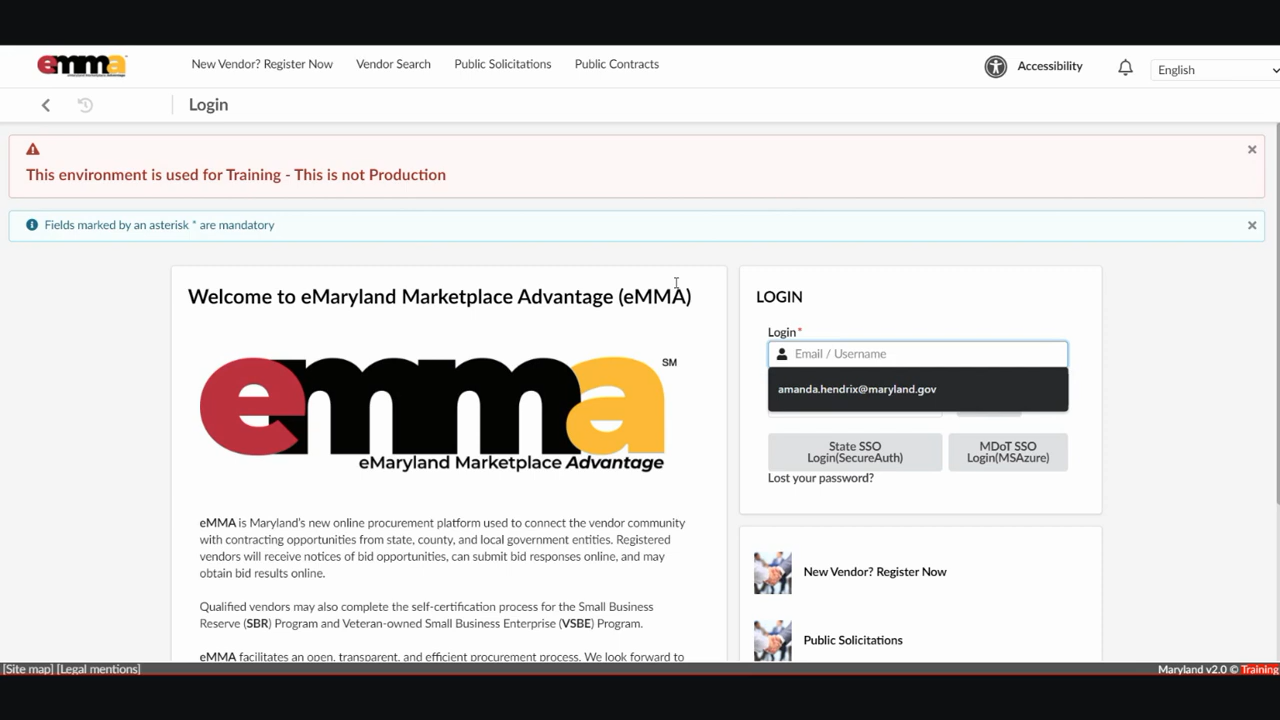 emma
eMaryland Marketplace Advantage
New Vendor? Register Now
Vendor Search
Public Solicitations
Public Contracts
Accessibility
English
Login
This environment is used for Training - This is not Production
Fields marked by an asterisk * are mandatory
Welcome to eMaryland Marketplace Advantage (eMMA)
emma SM
eMaryland Marketplace Advantage
eMMA is Maryland's new online procurement platform used to connect the vendor community
with contracting opportunities from state, county, and local government entities. Registered
vendors will receive notices of bid opportunities, can submit bid responses online, and may
obtain bid results online.
Qualified vendors may also complete the self-certification process for the Small Business
Reserve (SBR) Program and Veteran-owned Small Business Enterprise (VSBE) Program.
eMMA facilitates an open, transparent, and efficient procurement process. We look forward to
LOGIN
Login*
Email / Username
amanda.hendrix@maryland.gov
State SSO
Login(SecureAuth)
MDoT SSO
Login(MSAzure)
Lost your password?
New Vendor? Register Now
Public Solicitations
[Site map] [Legal mentions]
Maryland v2.0 © Training